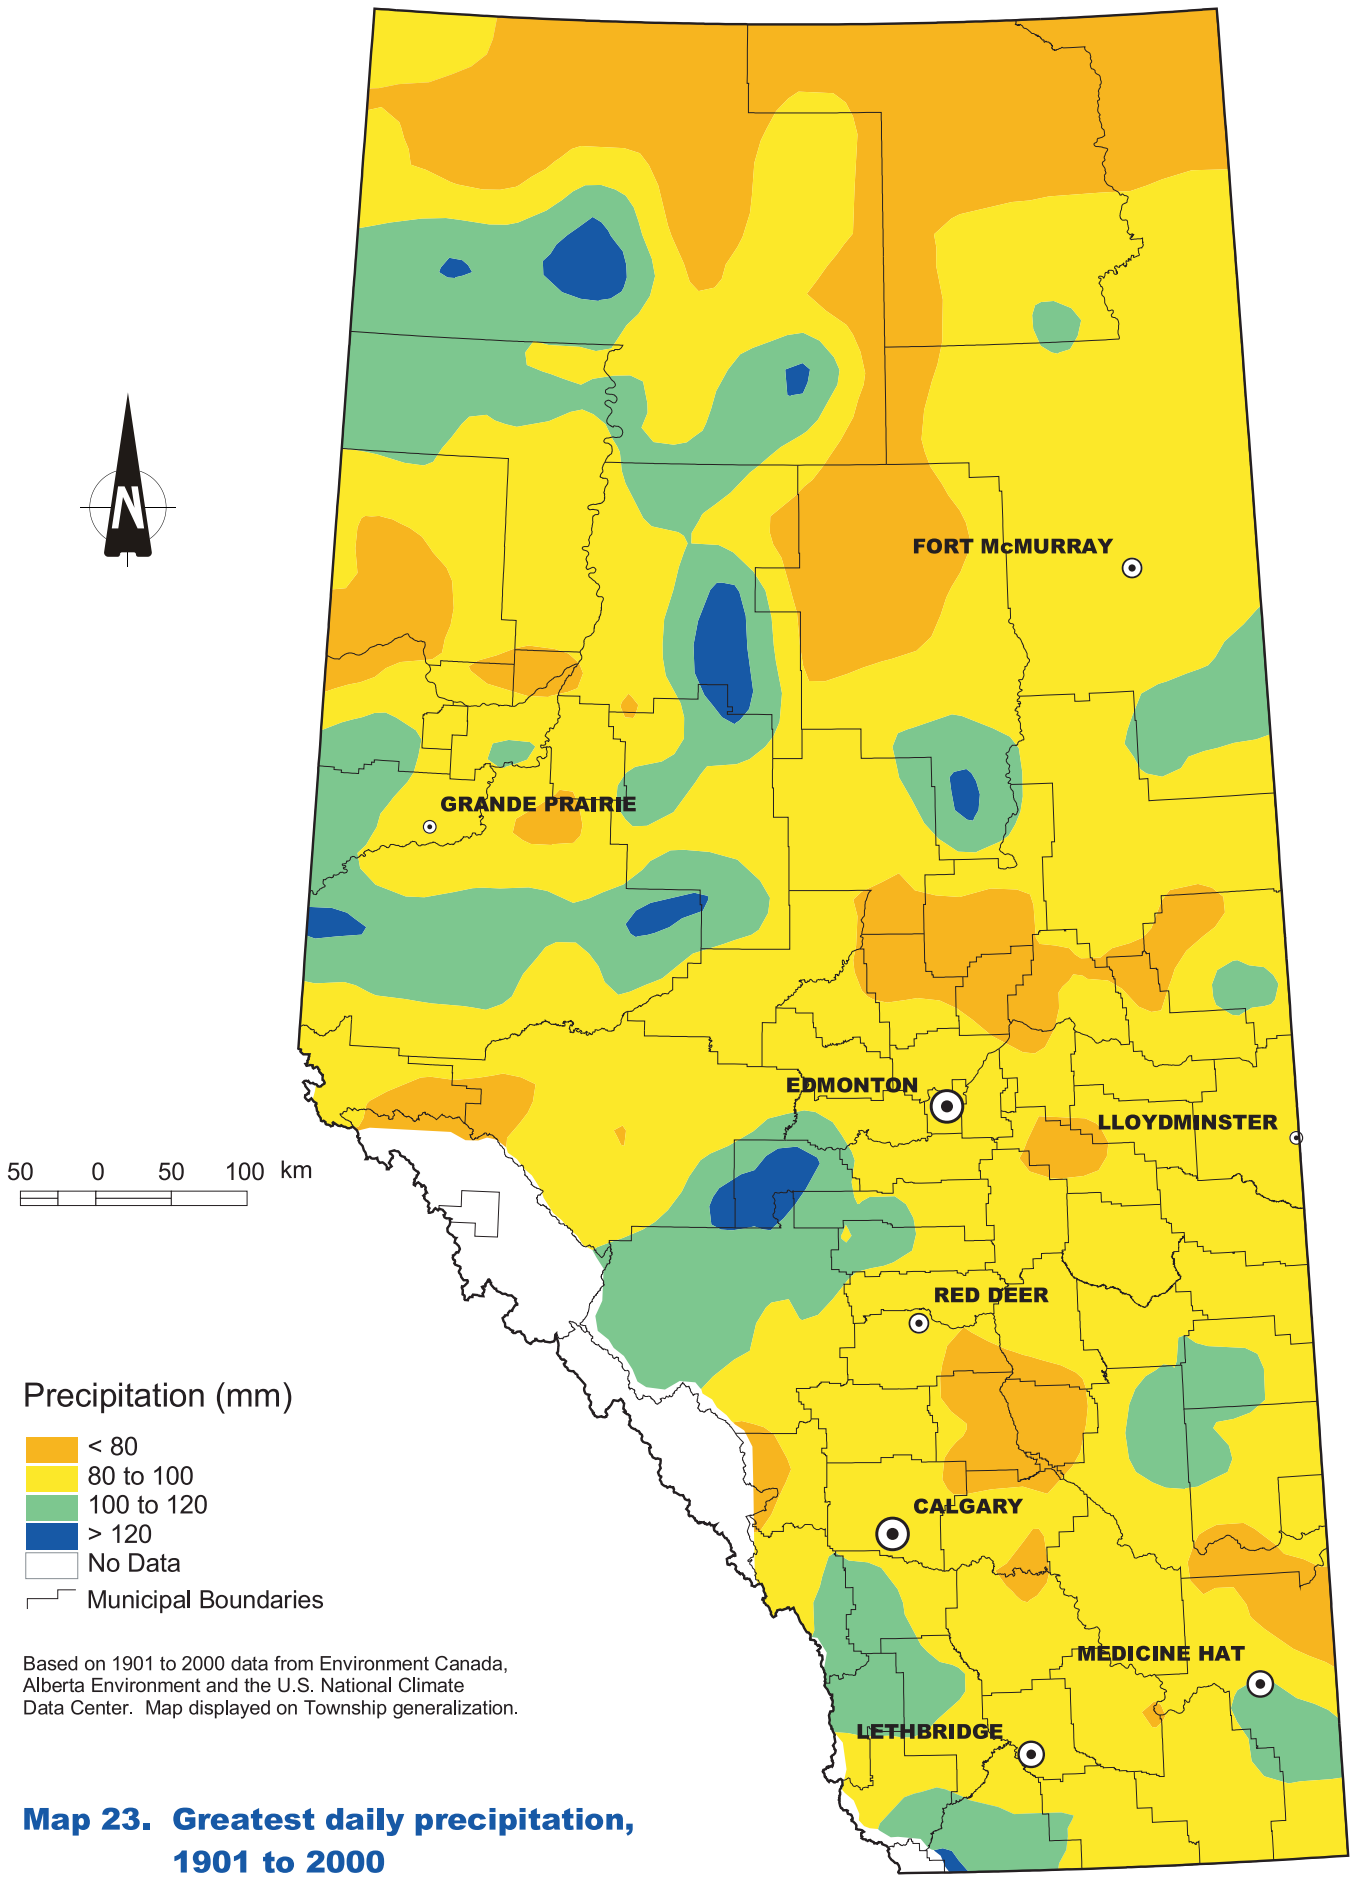 N
FORT McMURRAY
GRANDE PRAIRIE
EDMONTON
LLOYDMINSTER
50 0 50 100 km
RED DEER
Precipitation (mm)
< 80
80 to 100
100 to 120
> 120
No Data
Municipal Boundaries
CALGARY
MEDICINE HAT
Based on 1901 to 2000 data from Environment Canada,
Alberta Environment and the U.S. National Climate
Data Center. Map displayed on Township generalization.
LETHBRIDGE
Map 23. Greatest daily precipitation,
1901 to 2000